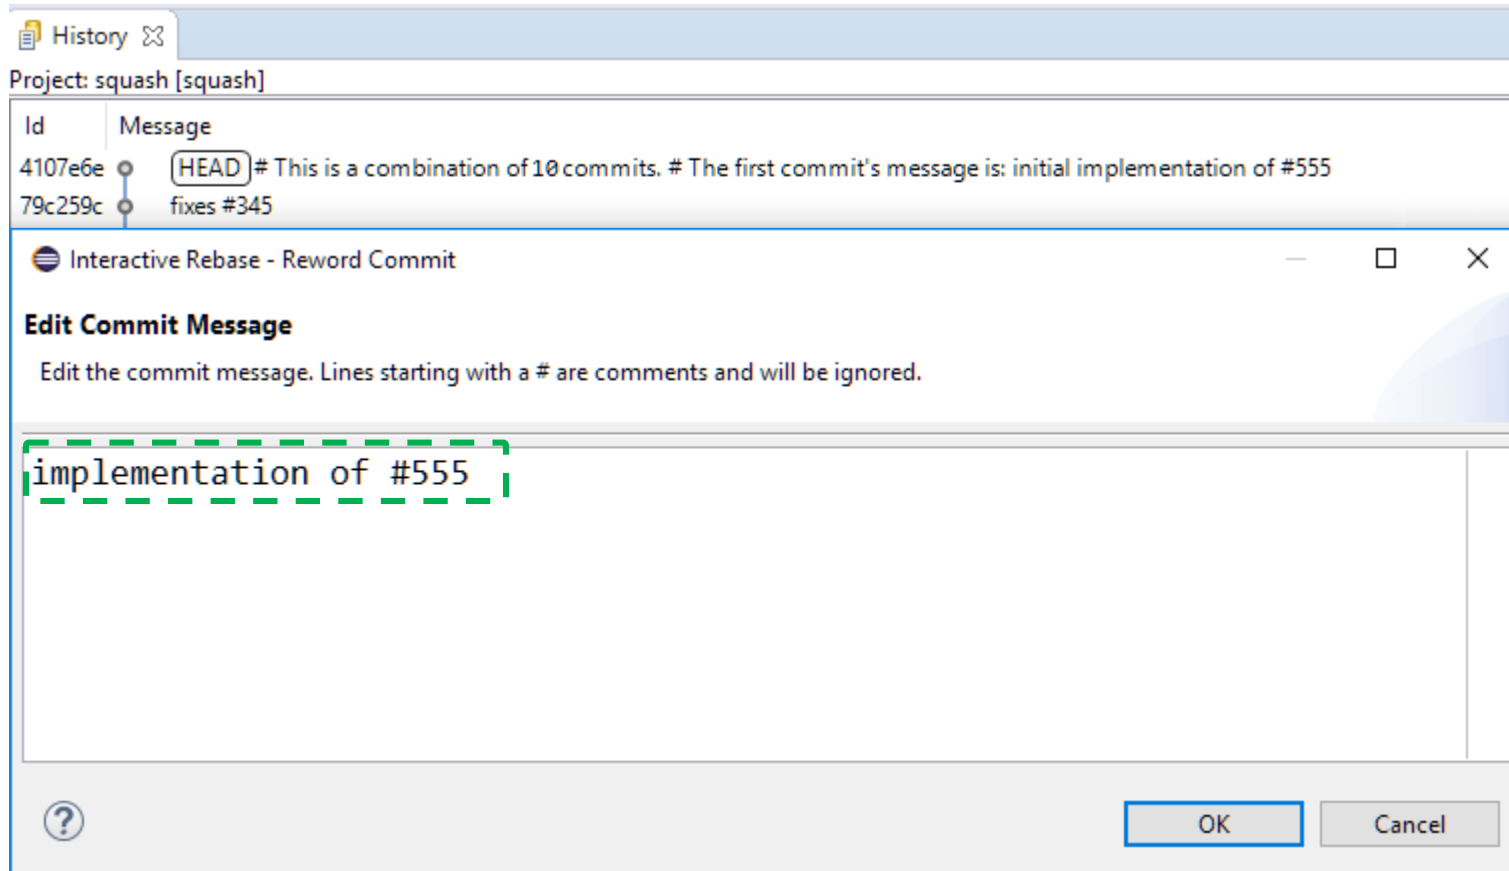 History
Project: squash [squash]
Id Message
4107e6e HEAD # This is a combination of 10 commits. # The first commit's message is: initial implementation of #555
79c259c fixes #345
Interactive Rebase - Reword Commit
Edit Commit Message
Edit the commit message. Lines starting with a # are comments and will be ignored.
implementation of #555
? OK Cancel